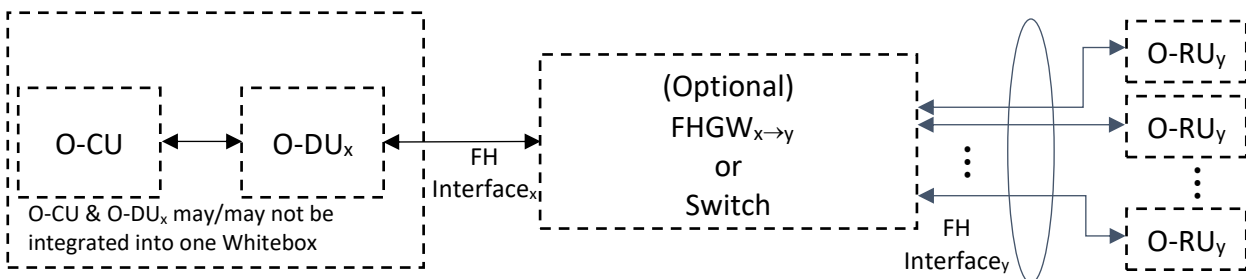 O-CU
O-DUₓ
O-CU & O-DUₓ may/may not be
integrated into one Whitebox
FH
Interfaceₓ
(Optional)
FHGWₓ→y
or
Switch
FH
Interfacey
O-RUy
O-RUy
O-RUy